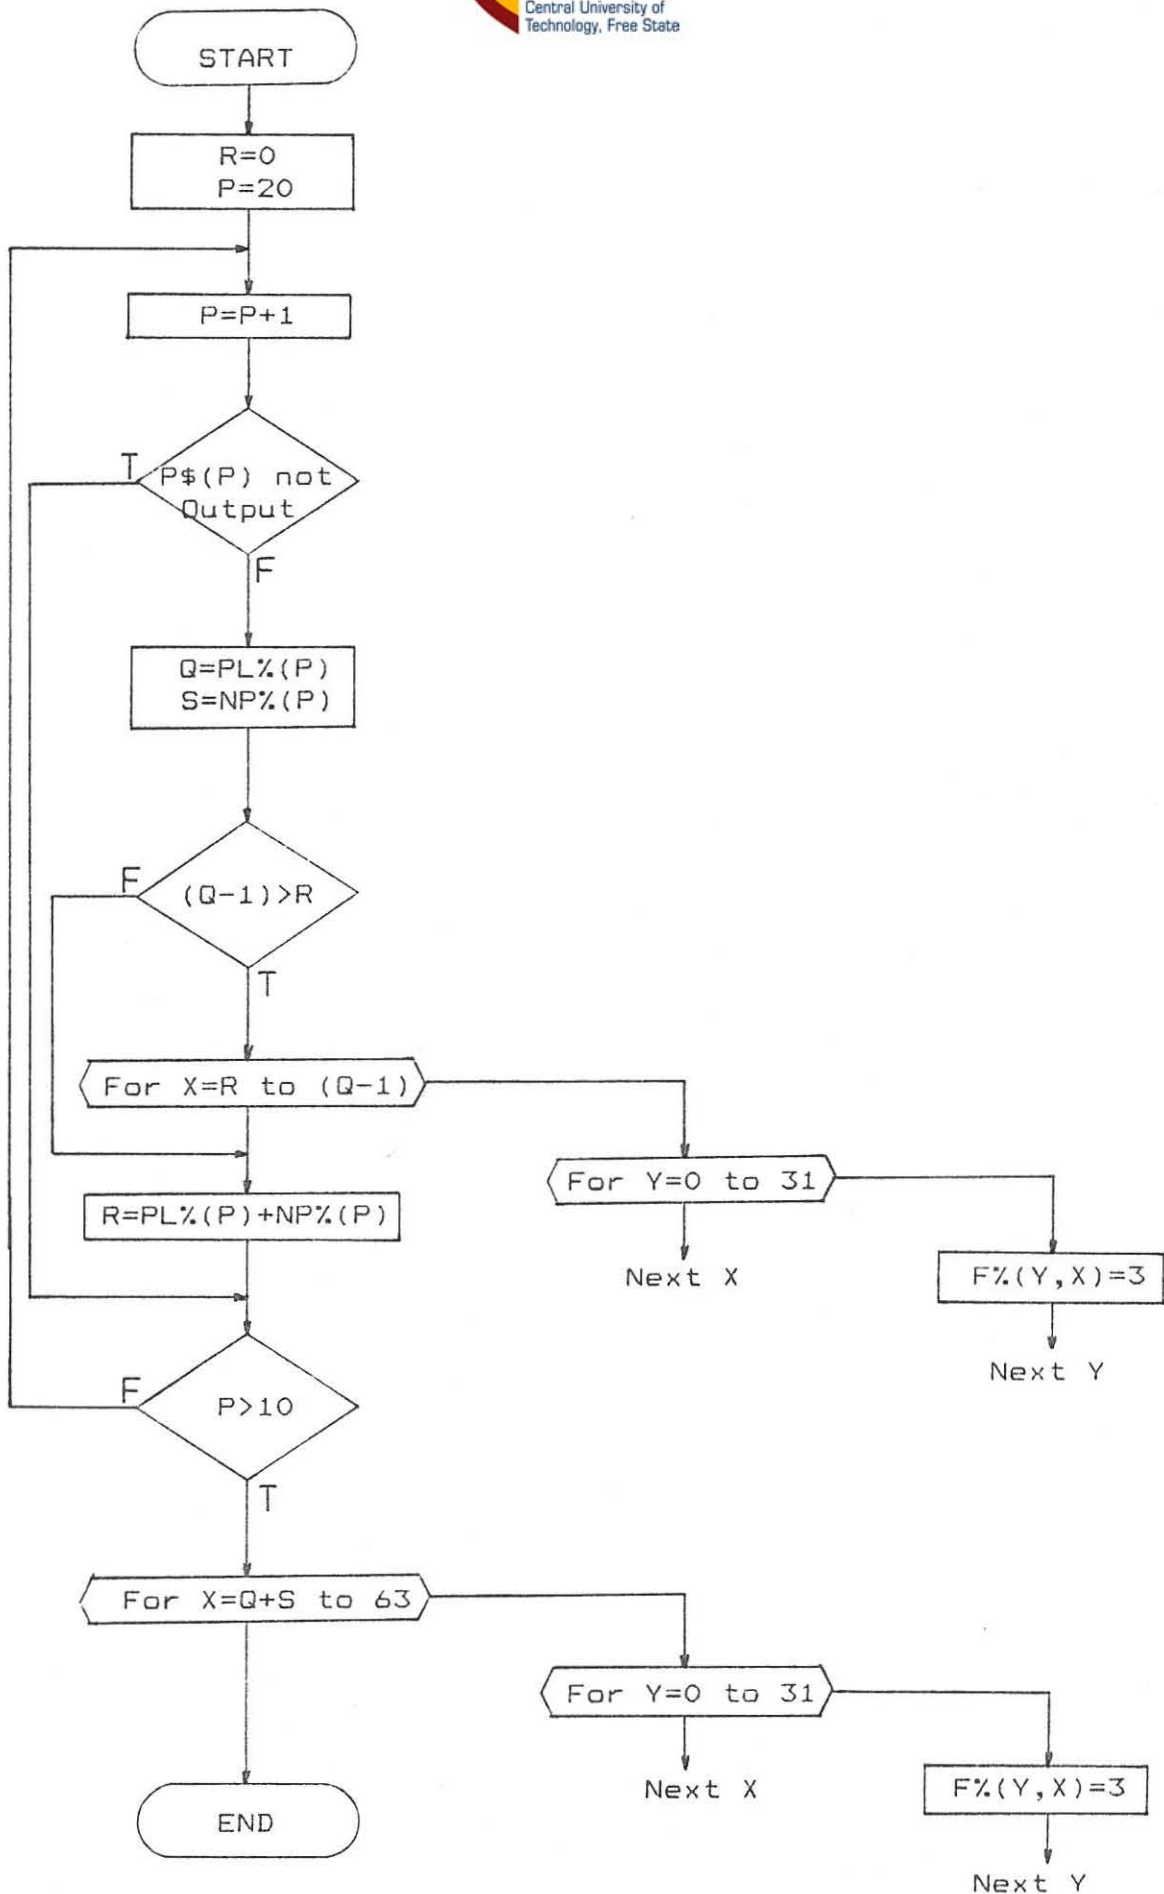 Central University of
Technology, Free State
START
R=0
P=20
P=P+1
T
P$(P) not
Output
F
Q=PL%(P)
S=NP%(P)
F
(Q-1)>R
T
For X=R to (Q-1)
For Y=0 to 31
R=PL%(P)+NP%(P)
Next X
F%(Y,X)=3
Next Y
F
P>10
T
For X=Q+S to 63
For Y=0 to 31
Next X
F%(Y,X)=3
END
Next Y